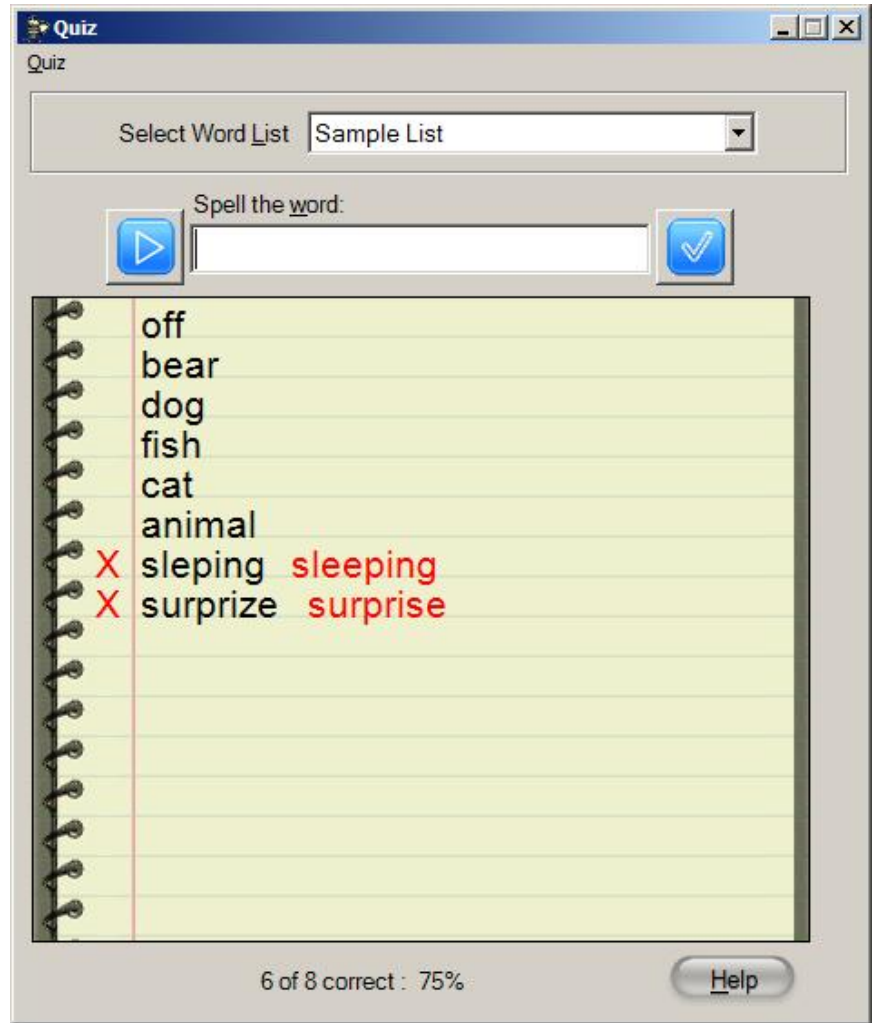 Quiz
Quiz
Select Word List Sample List
Spell the word:
off
bear
dog
fish
cat
animal
X sleping sleeping
X surprize surprise
6 of 8 correct : 75%
Help